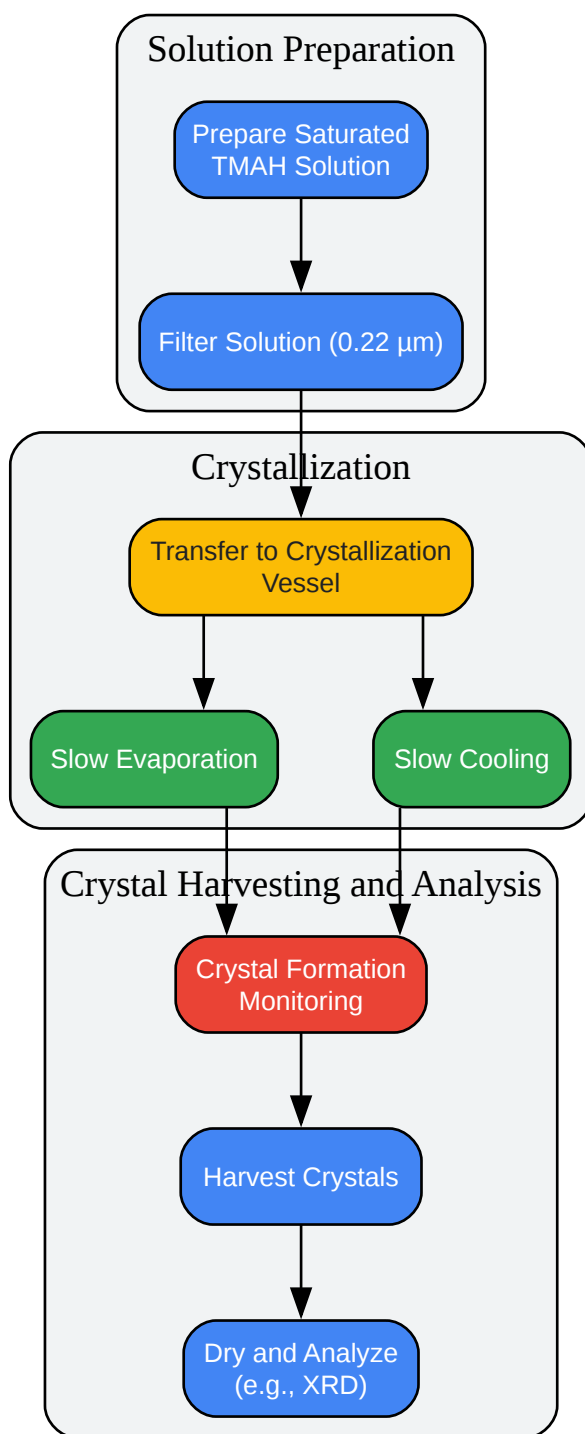 Solution Preparation
Prepare Saturated
TMAH Solution
Filter Solution (0.22 µm)
Crystallization
Transfer to Crystallization
Vessel
Slow Evaporation
Slow Cooling
Crystal Harvesting and Analysis
Crystal Formation
Monitoring
Harvest Crystals
Dry and Analyze
(e.g., XRD)